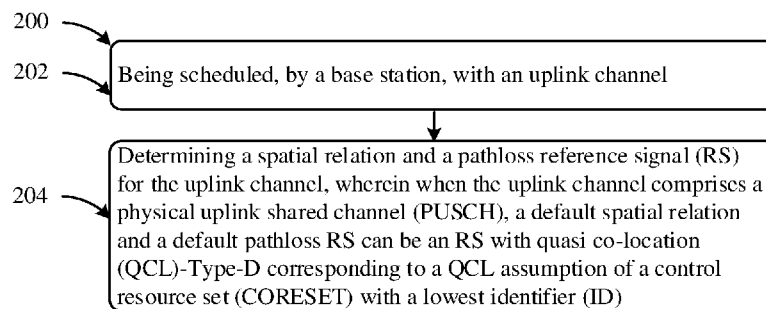 200
202
Being scheduled, by a base station, with an uplink channel
204
Determining a spatial relation and a pathloss reference signal (RS)
for the uplink channel, wherein when the uplink channel comprises a
physical uplink shared channel (PUSCH), a default spatial relation
and a default pathloss RS can be an RS with quasi co-location
(QCL)-Type-D corresponding to a QCL assumption of a control
resource set (CORESET) with a lowest identifier (ID)